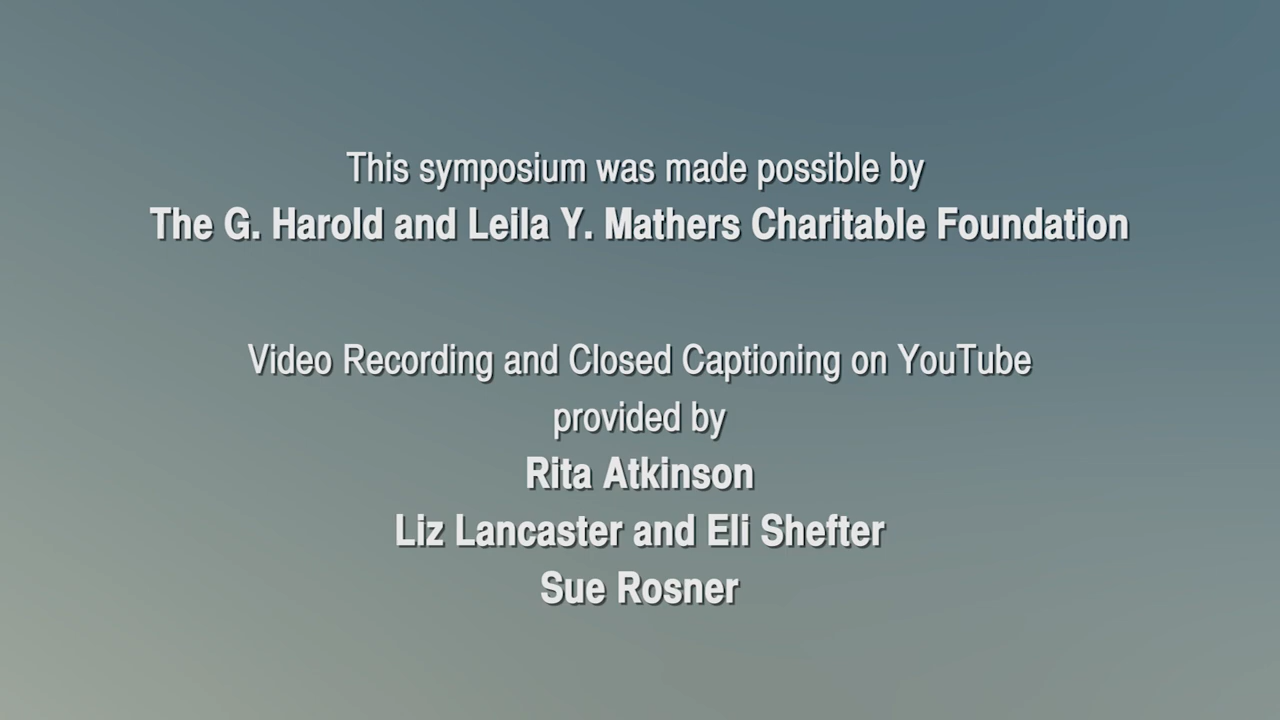 This symposium was made possible by
The G. Harold and Leila Y. Mathers Charitable Foundation
Video Recording and Closed Captioning on YouTube
provided by
Rita Atkinson
Liz Lancaster and Eli Shefter
Sue Rosner